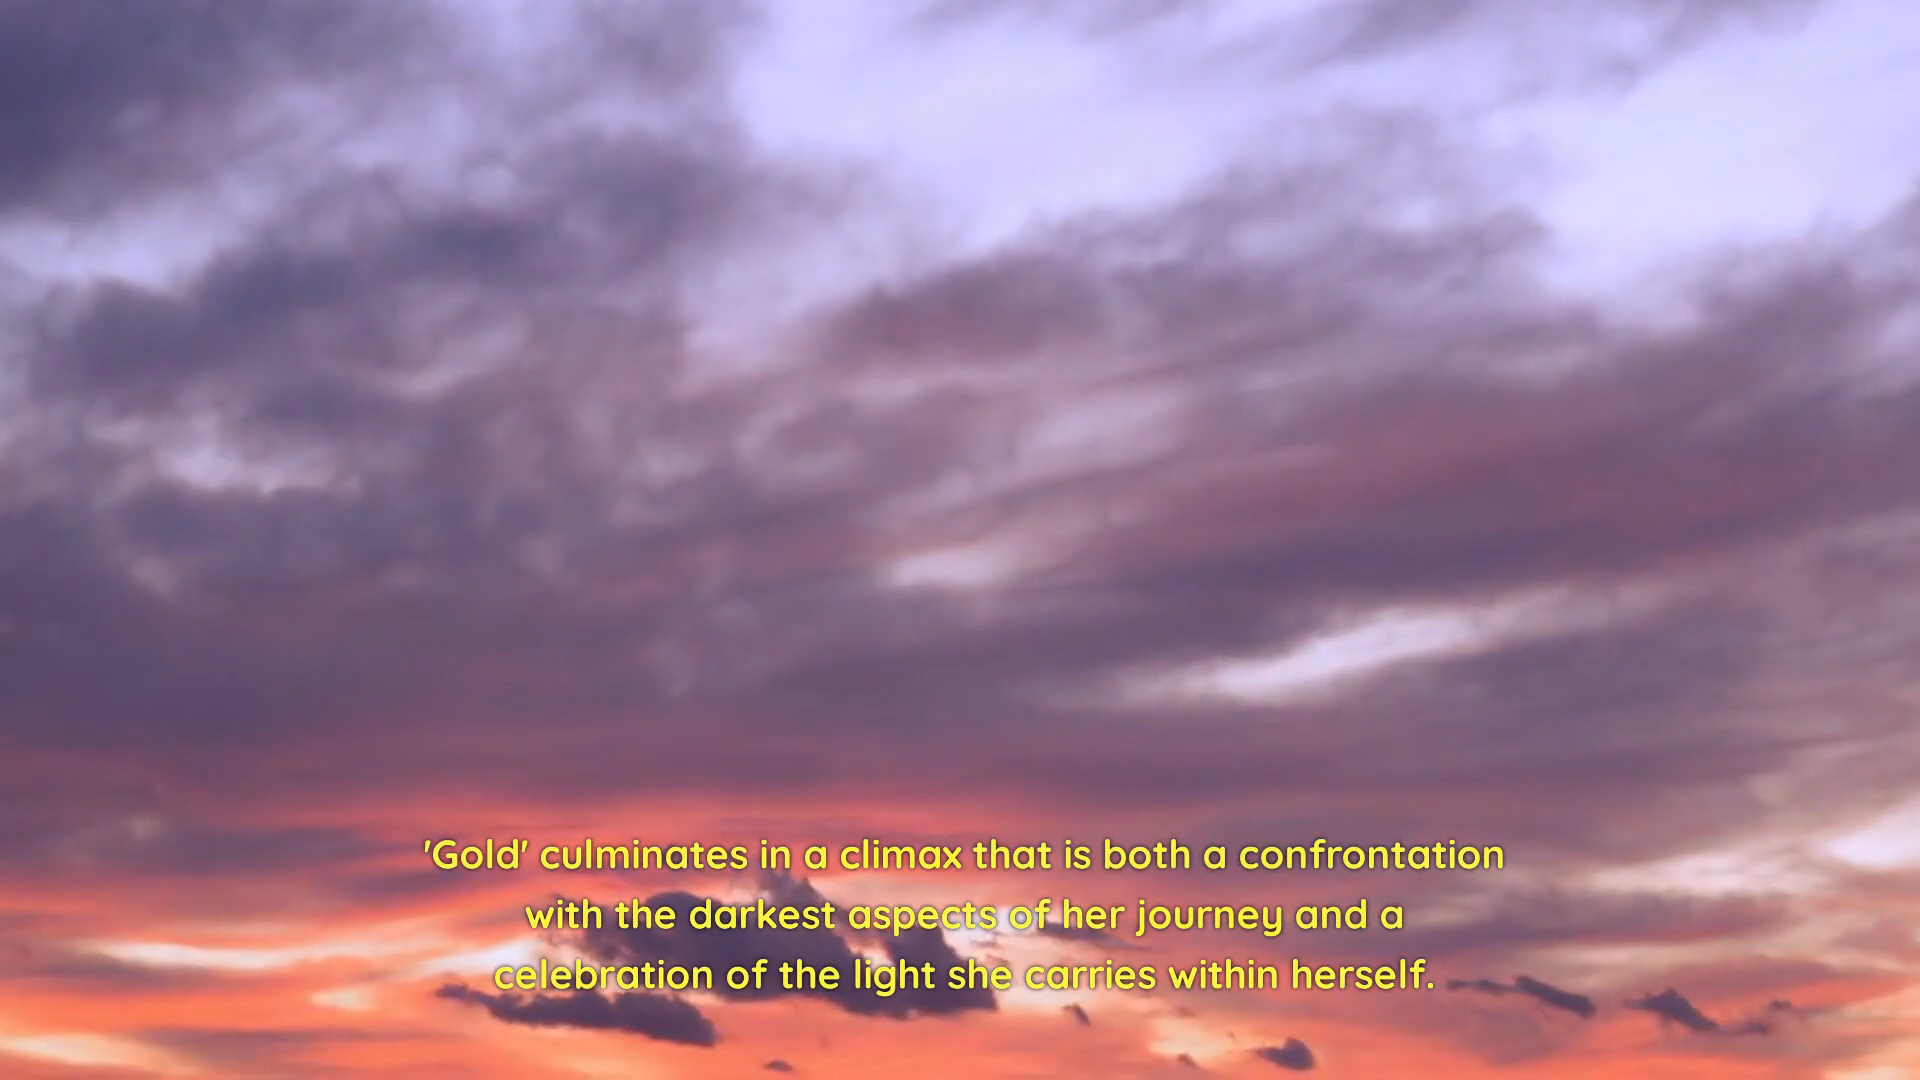 'Gold' culminates in a climax that is both a confrontation
with the darkest aspects of her journey and a
celebration of the light she carries within herself.